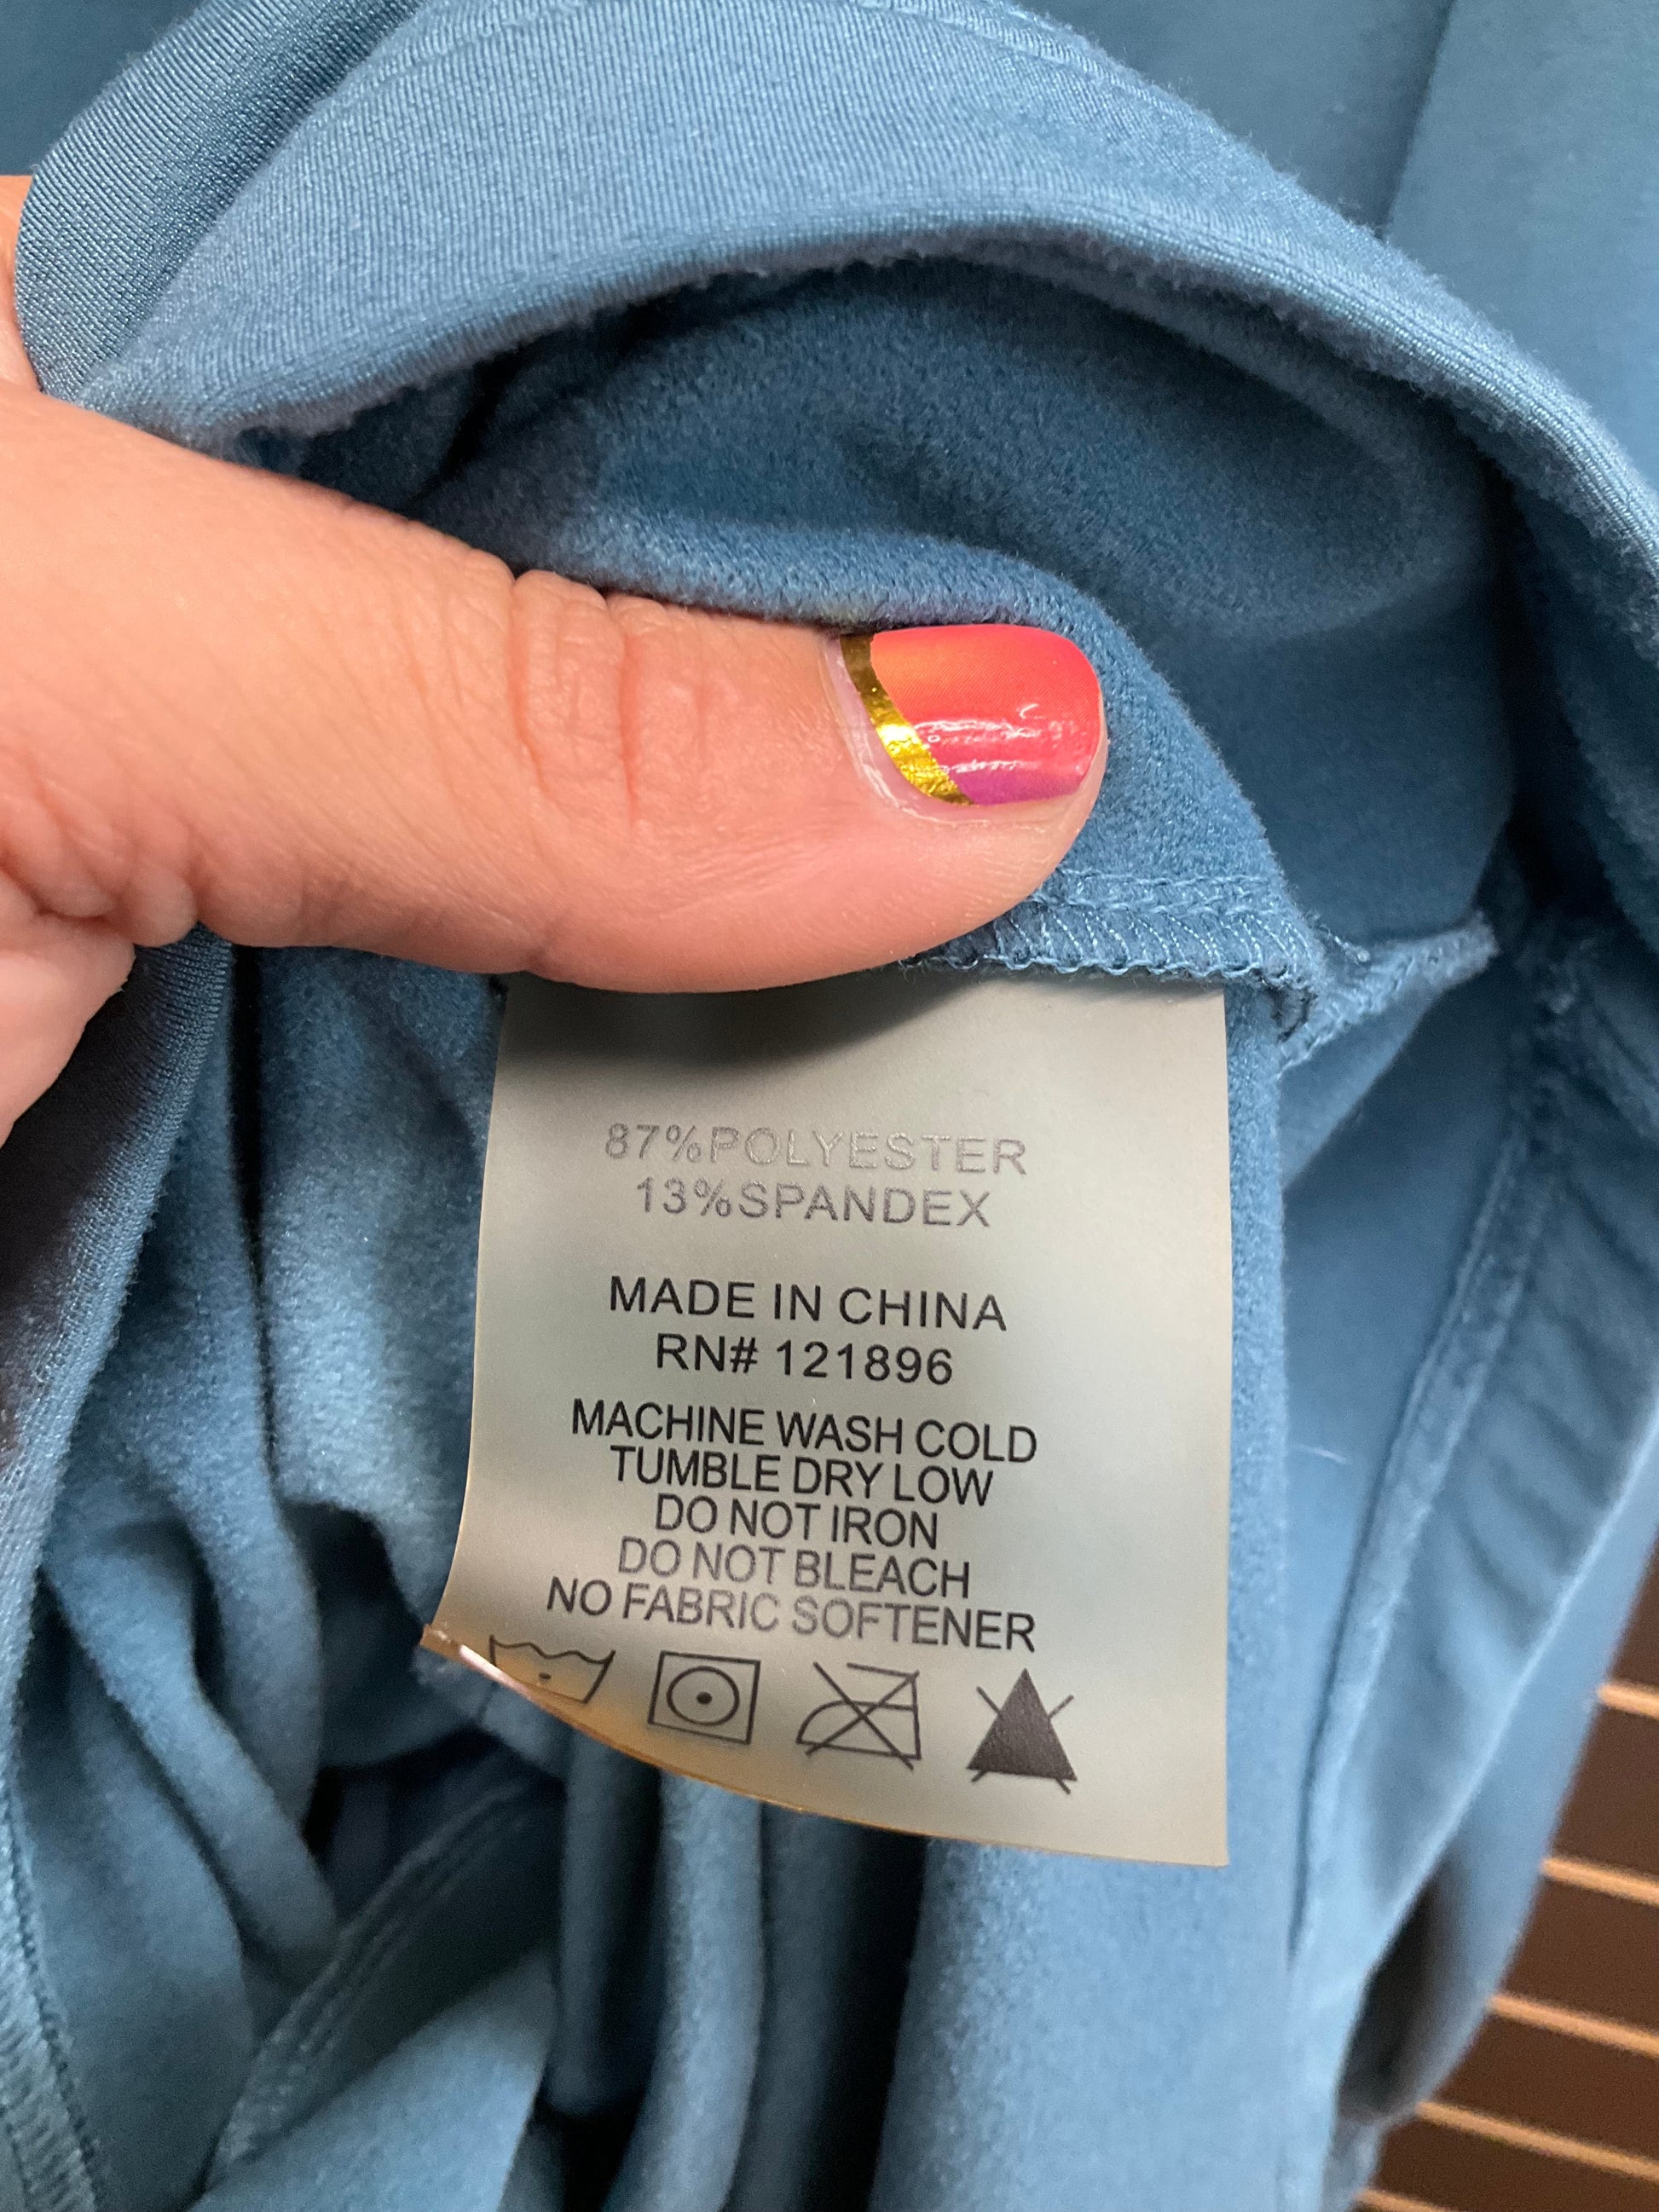 87%POLYESTER
13%SPANDEX
MADE IN CHINA
RN# 121896
MACHINE WASH COLD
TUMBLE DRY LOW
DO NOT IRON
DO NOT BLEACH
NO FABRIC SOFTENER